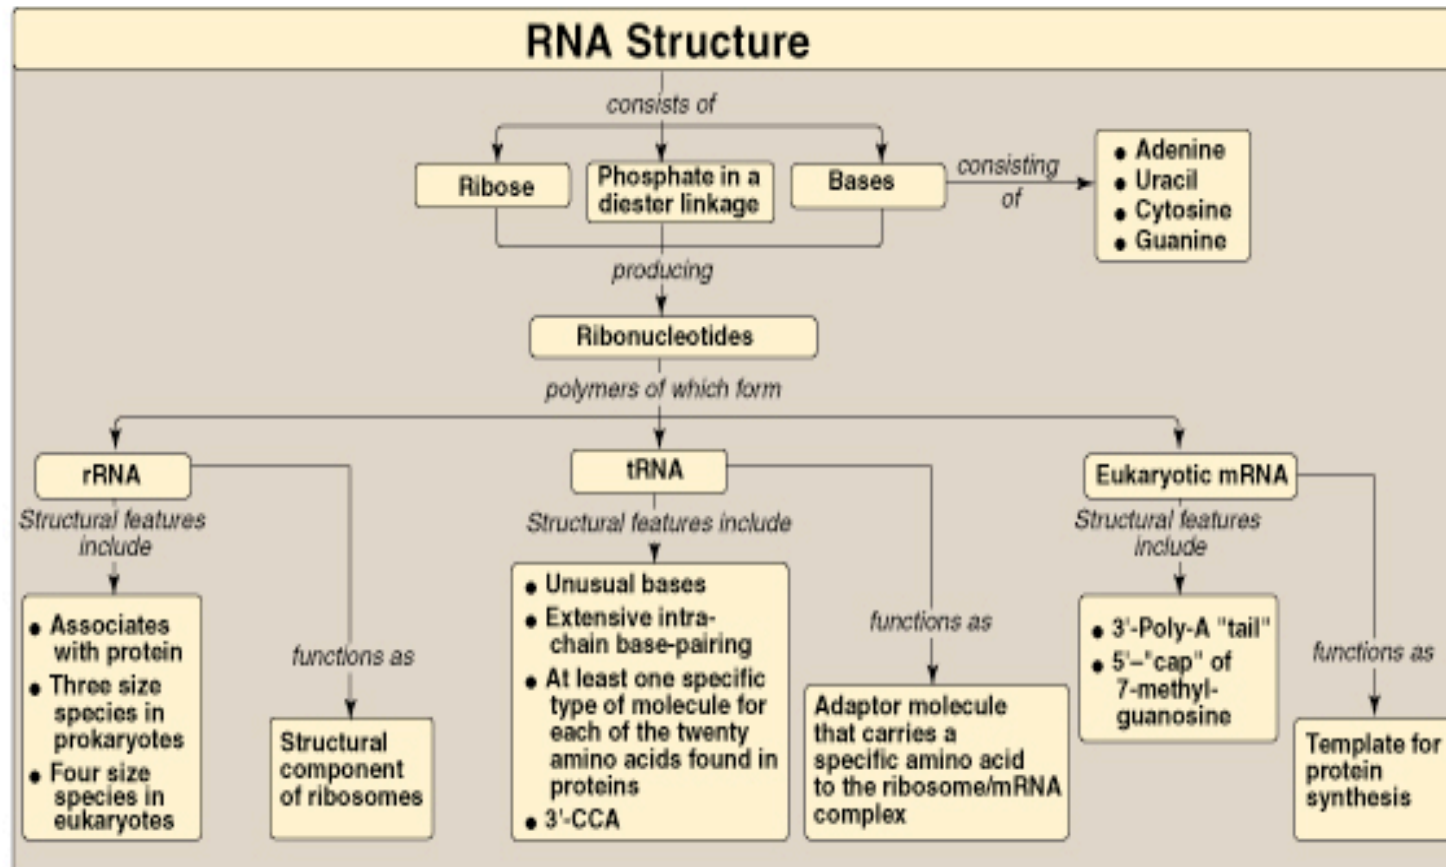 RNA Structure
consists of
Ribose
Phosphate in a
diester linkage
Bases
consisting
of
● Adenine
● Uracil
● Cytosine
● Guanine
producing
Ribonucleotides
polymers of which form
rRNA
Structural features
include
● Associates
with protein
● Three size
species in
prokaryotes
● Four size
species in
eukaryotes
functions as
Structural
component
of ribosomes
tRNA
Structural features include
● Unusual bases
● Extensive intra-
chain base-pairing
● At least one specific
type of molecule for
each of the twenty
amino acids found in
proteins
● 3'-CCA
functions as
Adaptor molecule
that carries a
specific amino acid
to the ribosome/mRNA
complex
Eukaryotic mRNA
Structural features
include
● 3'-Poly-A "tail"
● 5'–"cap" of
7-methyl-
guanosine
functions as
Template for
protein
synthesis